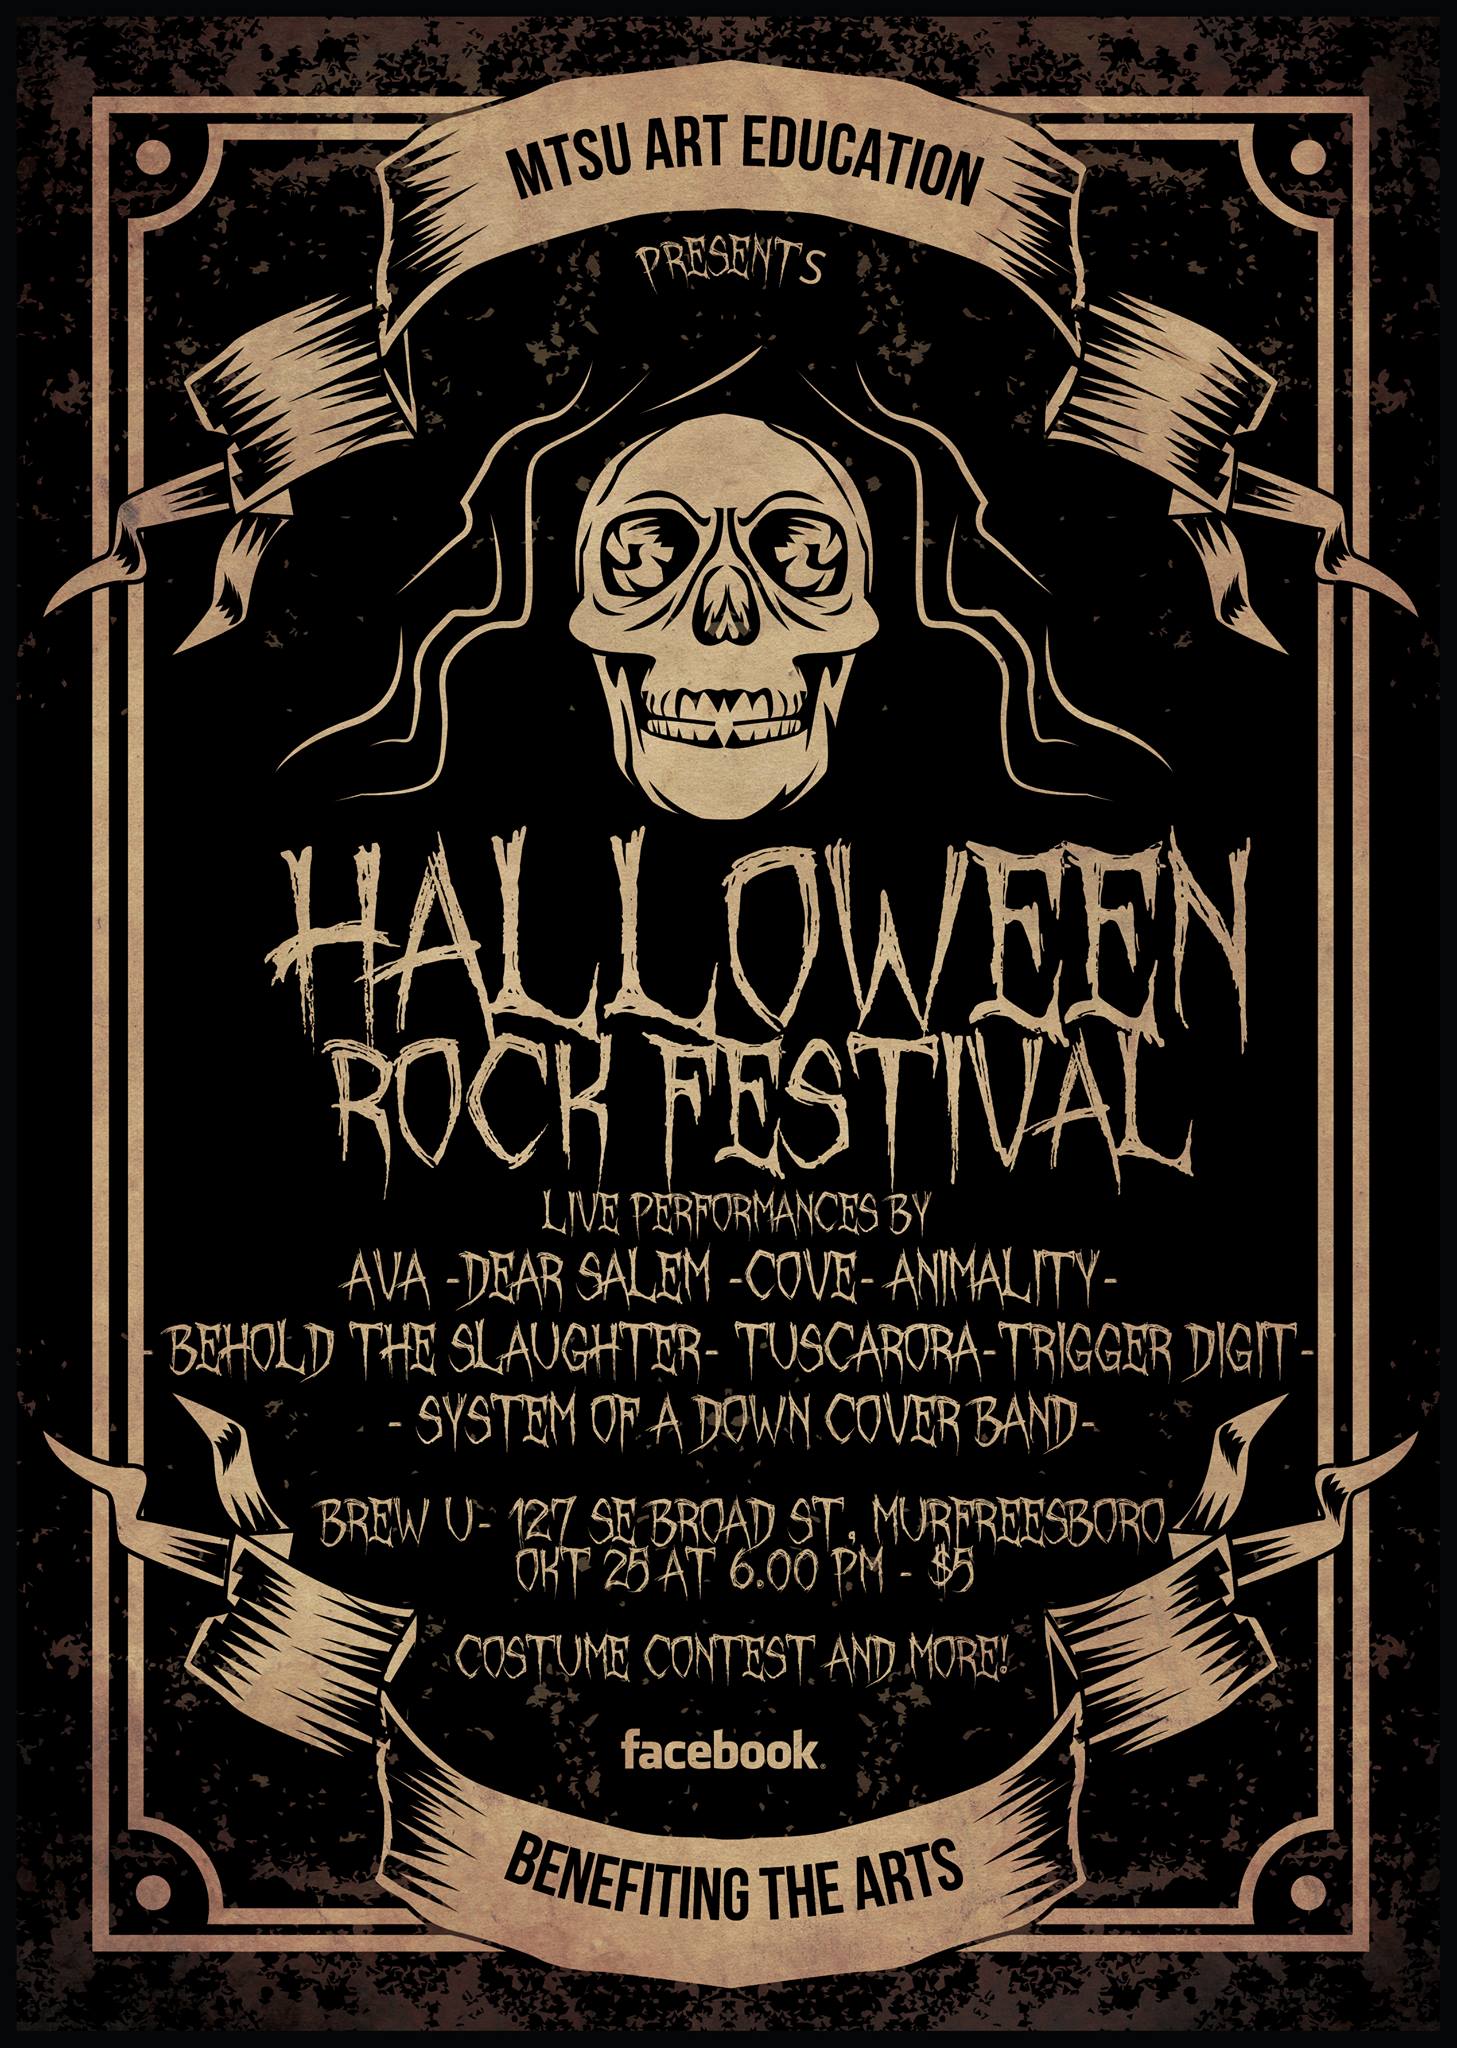 MTSU ART EDUCATION
PRESENTS
HALLOWEEN
ROCK FESTIVAL
LIVE PERFORMANCES BY
AVA -DEAR SALEM -COVE- ANIMALITY-
- BEHOLD THE SLAUGHTER- TUSCARORA-TRIGGER DIGIT-
- SYSTEM OF A DOWN COVER BAND-
BREW U- 127 SE BROAD ST, MURFREESBORO
OKT 25 AT 6.00 PM - $5
COSTUME CONTEST AND MORE!
facebook
BENEFITING THE ARTS